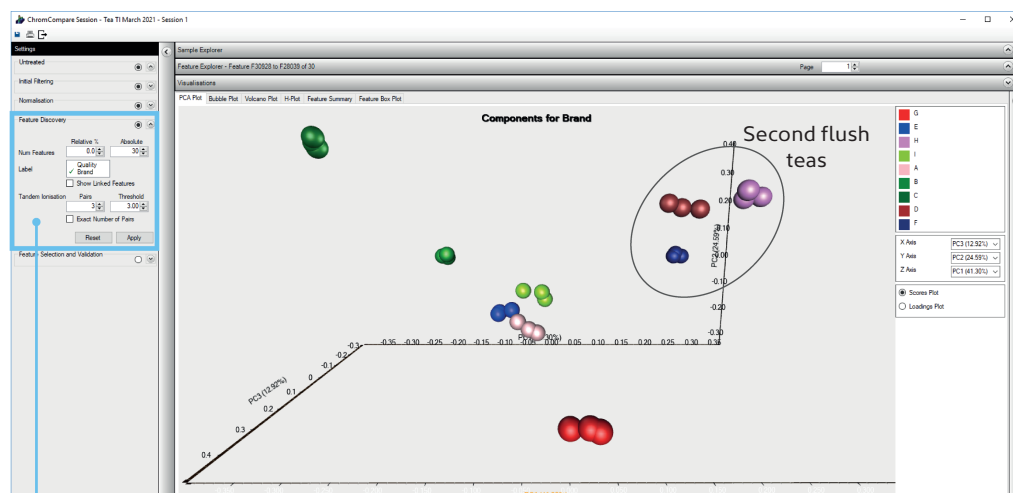 ChromCompare Session - Tea TI March 2021 - Session 1
Settings
Untreated
Initial Filtering
Normalisation
Feature Discovery
Relative % Absolute
Num Features 0.0 30
Label Quality
✓ Brand
Show Linked Features
Tandem Ionisation Pairs Threshold
3 3.00
Exact Number of Pairs
Reset Apply
Feature Selection and Validation
Sample Explorer
Feature Explorer - Feature F30928 to F28039 of 30 Page 1
Visualisations
PCA Plot Bubble Plot Volcano Plot H-Plot Feature Summary Feature Box Plot
Components for Brand
Second flush
teas
0.40
0.30
0.20
0.10
0.00
-0.10
-0.20
-0.30
PC2 (24.59%)
-0.35 -0.30 -0.25 -0.20 -0.15 -0.10 -0.05 0.00 0.05 0.10 0.15 0.20 0.25 0.30 0.35
-0.3
-0.2
-0.1
0
0.1
0.2
0.3
0.4
PC3 (12.92%)
G
E
H
I
A
B
C
D
F
X Axis PC3 (12.92%)
Y Axis PC2 (24.59%)
Z Axis PC1 (41.30%)
Scores Plot
Loadings Plot